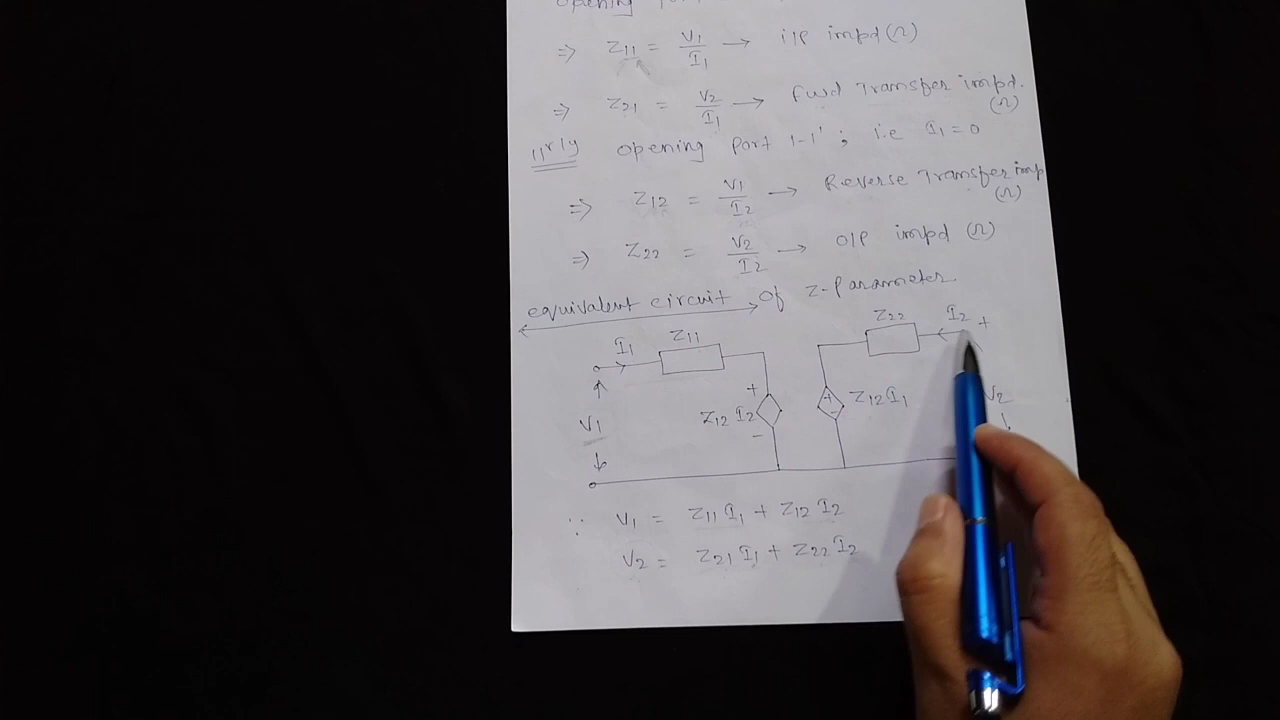 opening
=> Z11 = V1/I1 → i/p impd (Ω)
=> Z21 = V2/I1 → Fwd Transfer impd. (Ω)
11rly opening port 1-1' ; i.e I1 = 0
=> Z12 = V1/I2 → Reverse Transfer imp (Ω)
=> Z22 = V2/I2 → O/P impd (Ω)
equivalent circuit of Z-Parameter.
I1 Z11 Z22 I2 +
V1 + Z12 I2 - + - Z12 I1 V2
∵ V1 = Z11 I1 + Z12 I2
V2 = Z21 I1 + Z22 I2